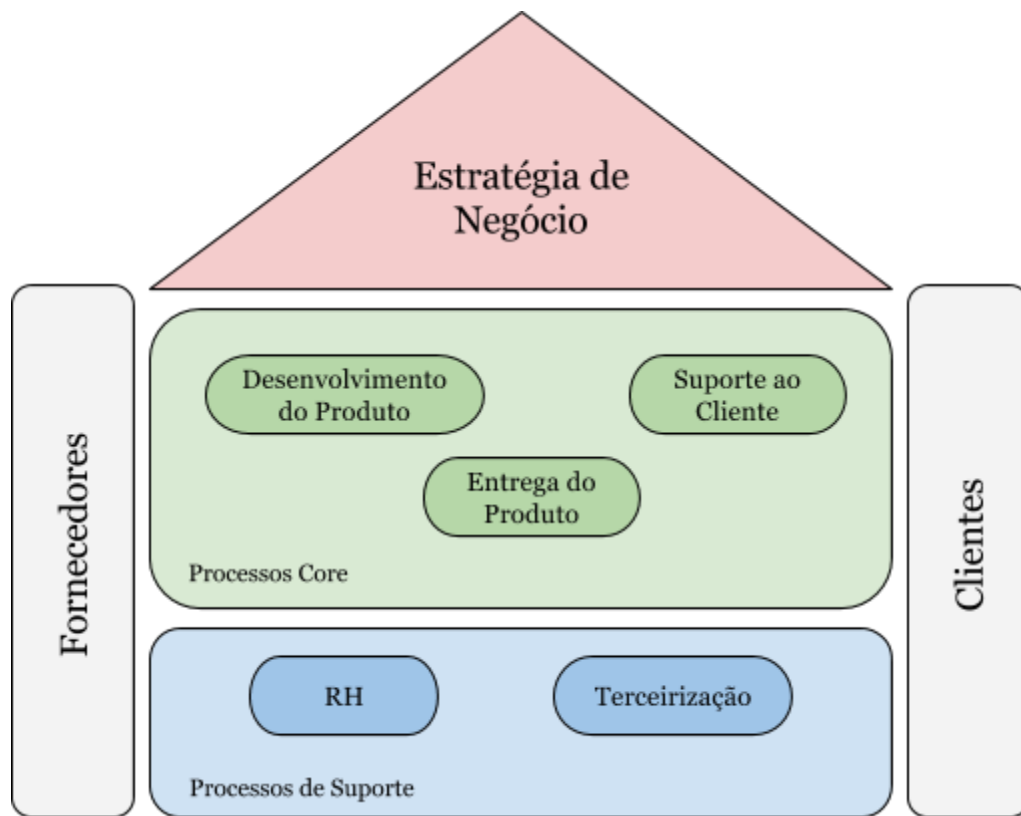 Estratégia de
Negócio
Fornecedores
Desenvolvimento
do Produto
Suporte ao
Cliente
Entrega do
Produto
Processos Core
RH
Terceirização
Processos de Suporte
Clientes